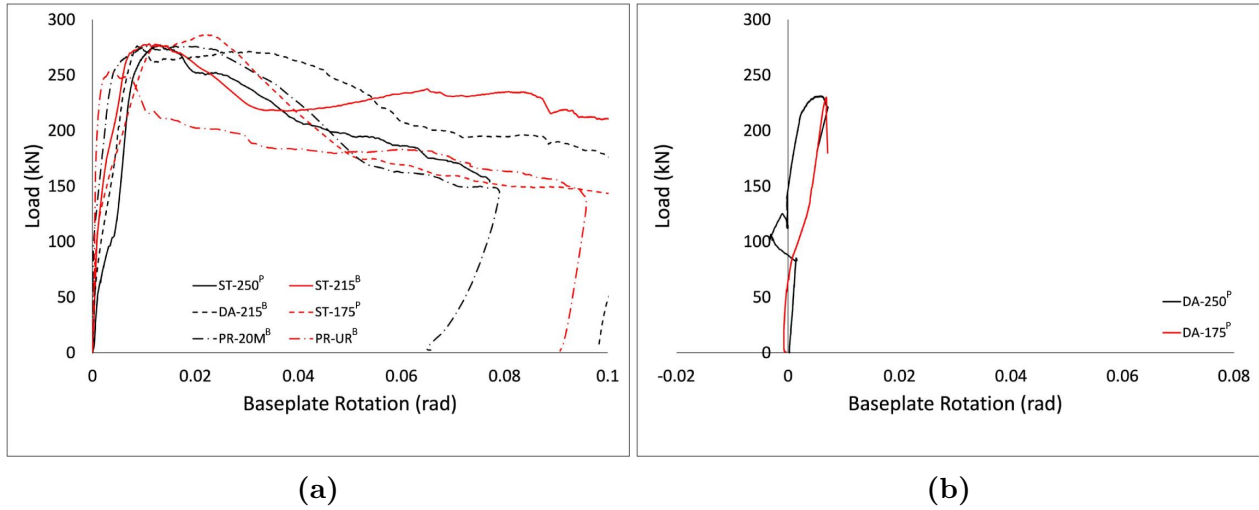 300
250
200
150
100
50
0
Load (kN)
ST-250ᴾ
ST-215ᴮ
DA-215ᴮ
ST-175ᴾ
PR-20Mᴮ
PR-URᴮ
0 0.02 0.04 0.06 0.08 0.1
Baseplate Rotation (rad)
(a)
300
250
200
150
100
50
0
Load (kN)
DA-250ᴾ
DA-175ᴾ
-0.02 0 0.02 0.04 0.06 0.08
Baseplate Rotation (rad)
(b)